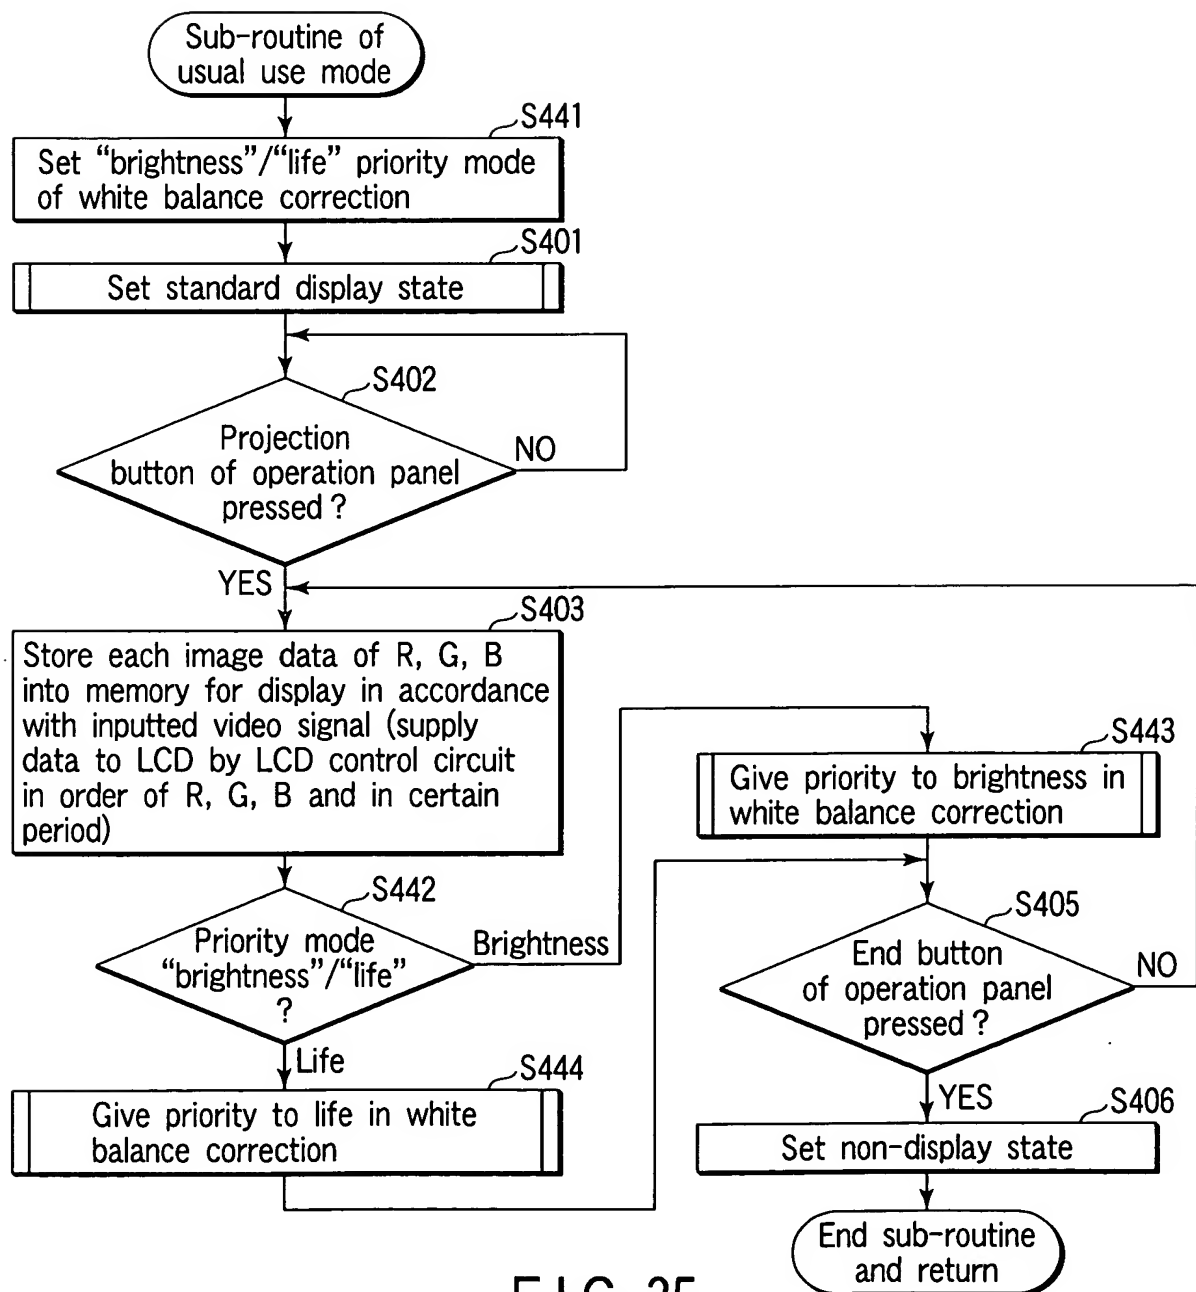 Sub-routine of
usual use mode
S441
Set “brightness”/“life” priority mode
of white balance correction
S401
Set standard display state
S402
Projection
button of operation panel
pressed ?
NO
YES
S403
Store each image data of R, G, B
into memory for display in accordance
with inputted video signal (supply
data to LCD by LCD control circuit
in order of R, G, B and in certain
period)
S442
Priority mode
“brightness”/“life”
?
Brightness
Life
S444
Give priority to life in white
balance correction
S443
Give priority to brightness in
white balance correction
S405
End button
of operation panel
pressed ?
NO
YES
S406
Set non-display state
End sub-routine
and return